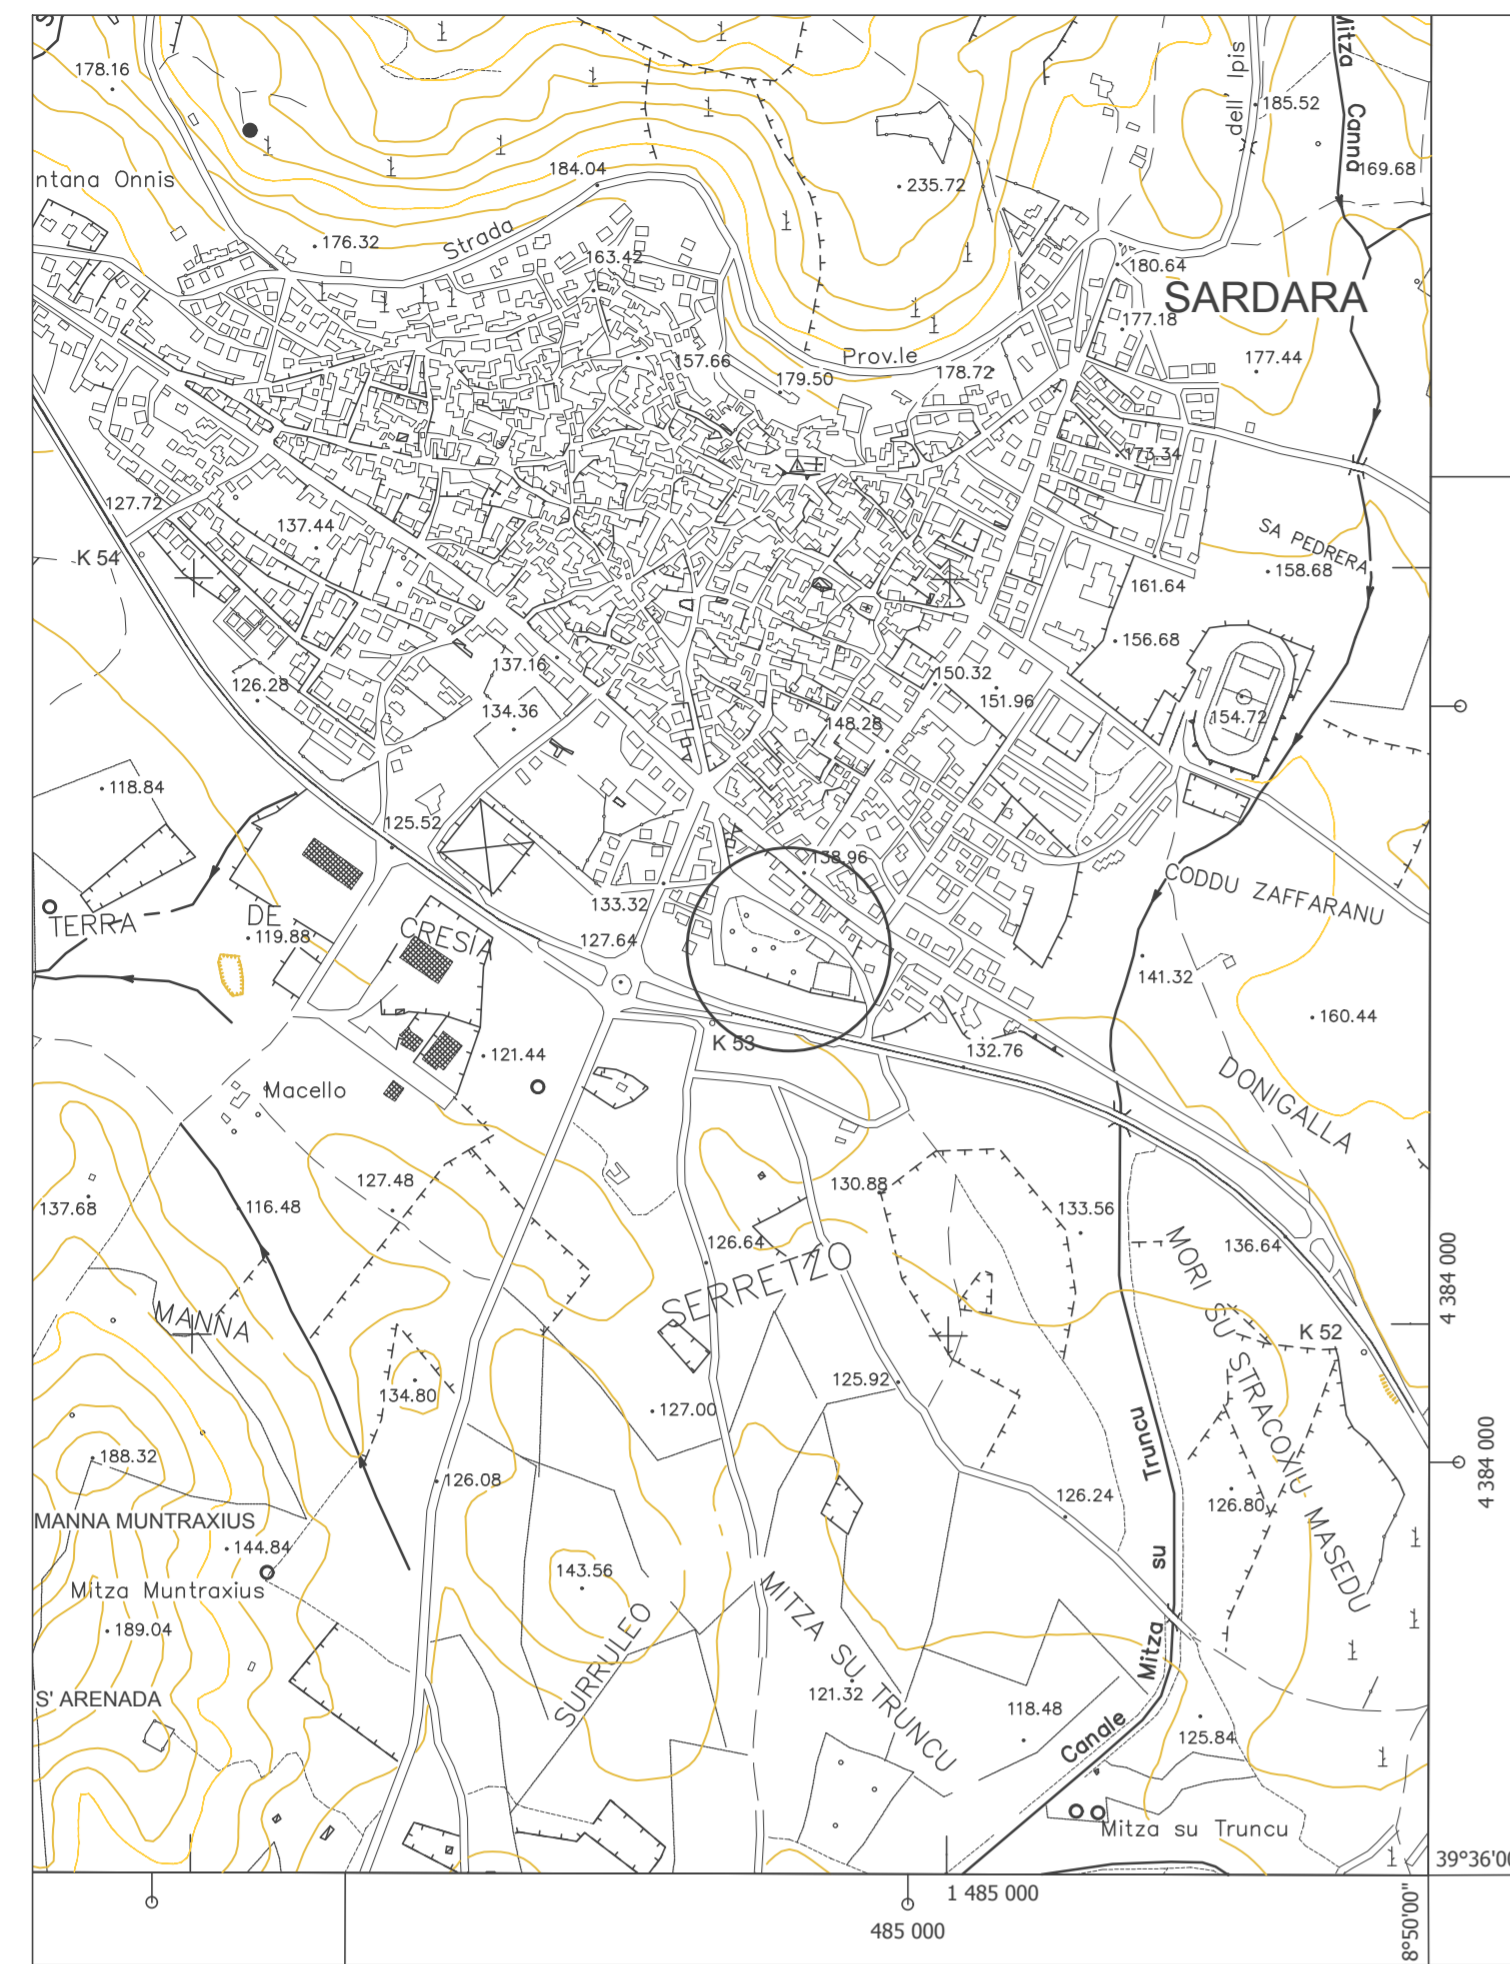 178.16
dell' Ipis
185.52
Mitza
Canna
169.68
ntana Onnis
184.04
235.72
176.32
Strada
163.42
180.64
SARDARA
177.18
157.66
Prov.le
178.72
177.44
179.50
173.34
127.72
137.44
SA PEDRERA
K 54
158.68
161.64
156.68
137.16
150.32
126.28
151.96
134.36
148.28
154.72
118.84
125.52
138.96
CODDU ZAFFARANU
133.32
TERRA
DE
CRESIA
119.88
127.64
141.32
160.44
K 53
132.76
121.44
DONIGALLA
Macello
127.48
130.88
137.68
116.48
133.56
126.64
136.64
SERRETZO
MORI SU STRACOXIU MASEDU
4 384 000
MANNA
K 52
134.80
125.92
127.00
188.32
Truncu
4 384 000
126.08
126.80
126.24
MANNA MUNTRAXIUS
144.84
su
143.56
Mitza Muntraxius
189.04
MITZA SU TRUNCU
Mitza
SURRULEO
S' ARENADA
121.32
118.48
Canale
125.84
Mitza su Truncu
39°36'00
1 485 000
485 000
8°50'00"